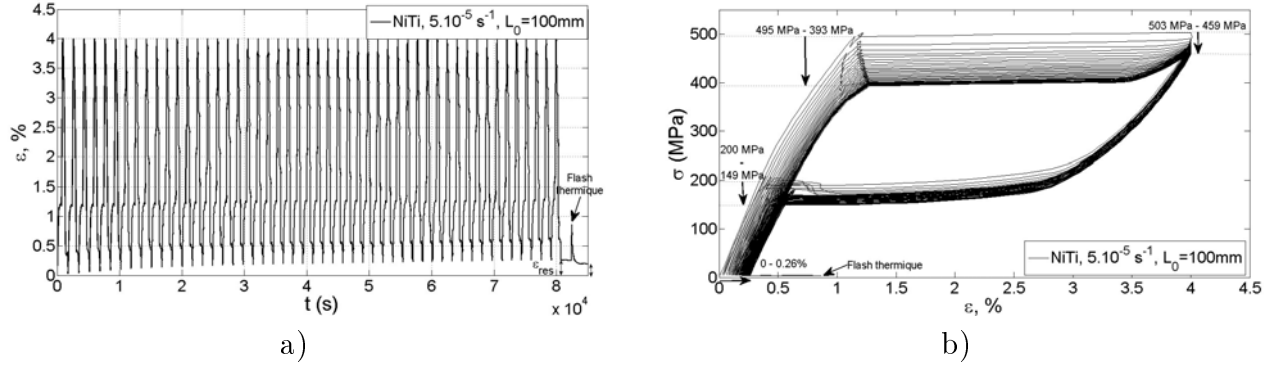 NiTi, 5.10⁻⁵ s⁻¹, L₀=100mm
4.5
4
3.5
3
2.5
2
1.5
1
0.5
0
ε, %
Flash
thermique
ε_res
0
1
2
3
4
5
6
7
8
x 10⁴
t (s)
a)
495 MPa - 393 MPa
503 MPa - 459 MPa
500
400
300
200
100
0
σ (MPa)
200 MPa
-
149 MPa
0 - 0.26%
Flash thermique
NiTi, 5.10⁻⁵ s⁻¹, L₀=100mm
0
0.5
1
1.5
2
2.5
3
3.5
4
4.5
ε, %
b)